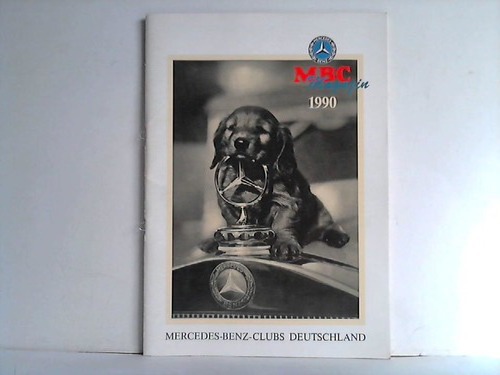 MBC
Magazin
1990
MERCEDES-BENZ-CLUBS DEUTSCHLAND